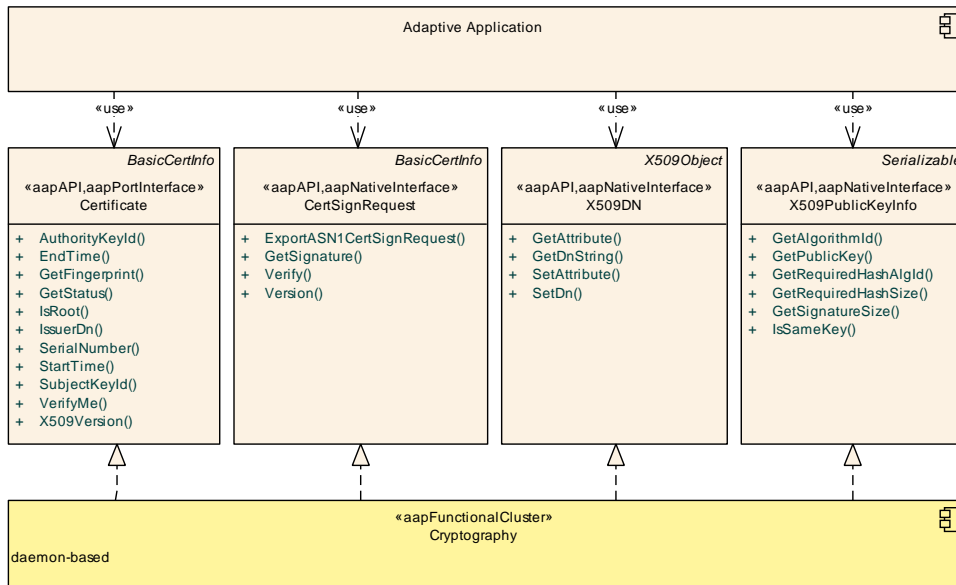 Adaptive Application
«use» «use» «use» «use»
BasicCertInfo
«aapAPI,aapPortInterface»
Certificate
+ AuthorityKeyId()
+ EndTime()
+ GetFingerprint()
+ GetStatus()
+ IsRoot()
+ IssuerDn()
+ SerialNumber()
+ StartTime()
+ SubjectKeyId()
+ VerifyMe()
+ X509Version()
BasicCertInfo
«aapAPI,aapNativeInterface»
CertSignRequest
+ ExportASN1CertSignRequest()
+ GetSignature()
+ Verify()
+ Version()
X509Object
«aapAPI,aapNativeInterface»
X509DN
+ GetAttribute()
+ GetDnString()
+ SetAttribute()
+ SetDn()
Serializable
«aapAPI,aapNativeInterface»
X509PublicKeyInfo
+ GetAlgorithmId()
+ GetPublicKey()
+ GetRequiredHashAlgId()
+ GetRequiredHashSize()
+ GetSignatureSize()
+ IsSameKey()
«aapFunctionalCluster»
Cryptography
daemon-based